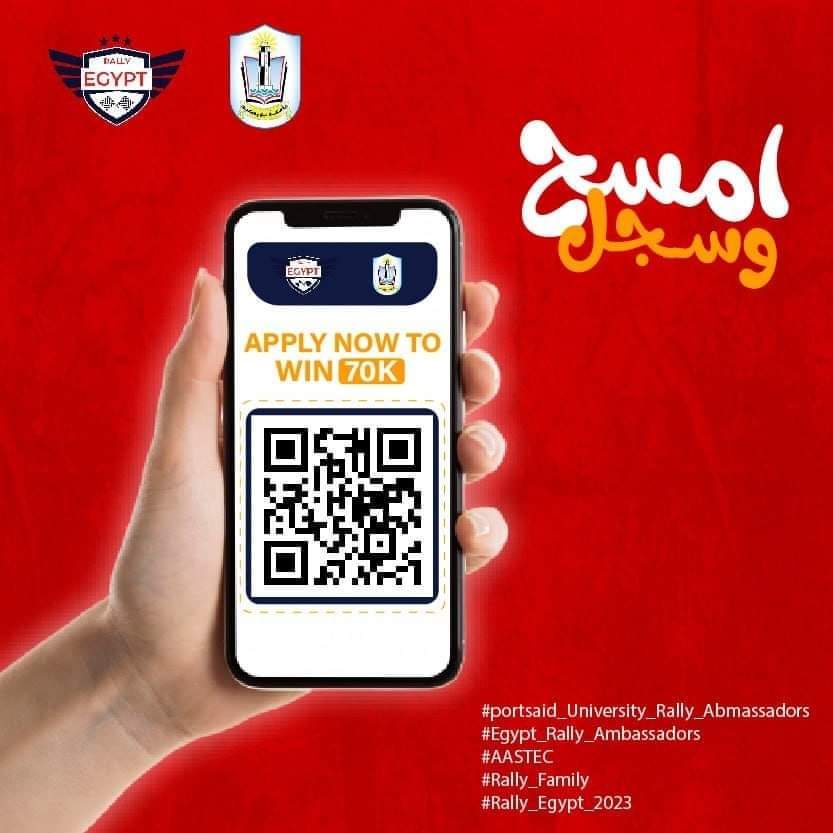 RALLY
EGYPT
امسح
وسجل
EGYPT
APPLY NOW TO
WIN 70K
#portsaid_University_Rally_Abmassadors
#Egypt_Rally_Ambassadors
#AASTEC
#Rally_Family
#Rally_Egypt_2023